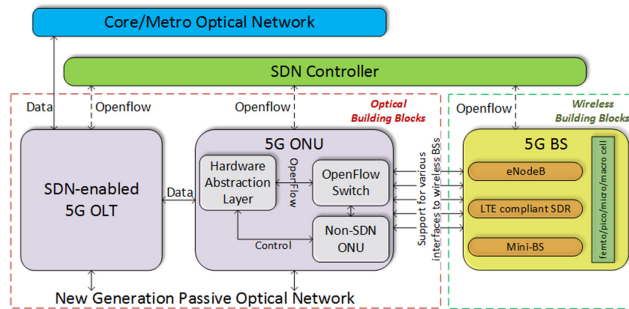 Core/Metro Optical Network
SDN Controller
Data
Openflow
Openflow
Optical
Building Blocks
Openflow
Wireless
Building Blocks
SDN-enabled
5G OLT
Data
5G ONU
Hardware
Abstraction
Layer
OpenFlow
OpenFlow
Switch
Non-SDN
ONU
Control
Support for various
interfaces to wireless BSs
5G BS
eNodeB
LTE compliant SDR
Mini-BS
femto/pico/micro/macro cell
New Generation Passive Optical Network